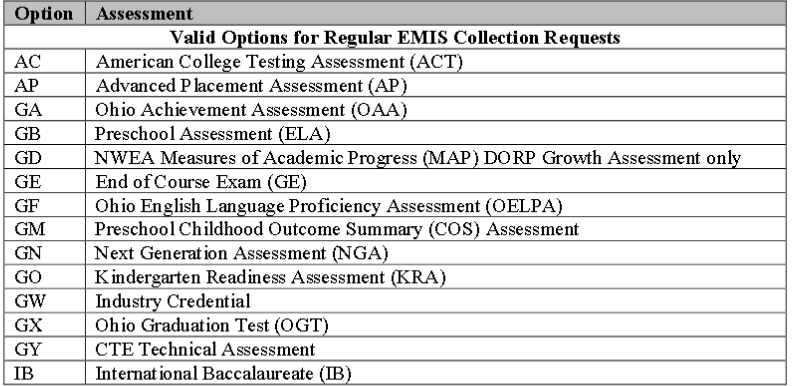 Option Assessment
Valid Options for Regular EMIS Collection Requests
AC American College Testing Assessment (ACT)
AP Advanced Placement Assessment (AP)
GA Ohio Achievement Assessment (OAA)
GB Preschool Assessment (ELA)
GD NWEA Measures of Academic Progress (MAP) DORP Growth Assessment only
GE End of Course Exam (GE)
GF Ohio English Language Proficiency Assessment (OELPA)
GM Preschool Childhood Outcome Summary (COS) Assessment
GN Next Generation Assessment (NGA)
GO Kindergarten Readiness Assessment (KRA)
GW Industry Credential
GX Ohio Graduation Test (OGT)
GY CTE Technical Assessment
IB International Baccalaureate (IB)